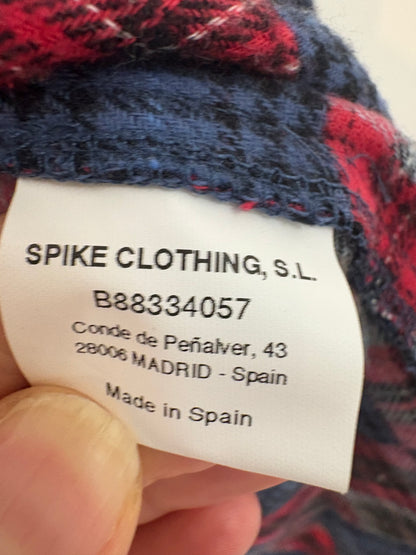 SPIKE CLOTHING, S.L.
B88334057
Conde de Peñalver, 43
28006 MADRID - Spain
Made in Spain